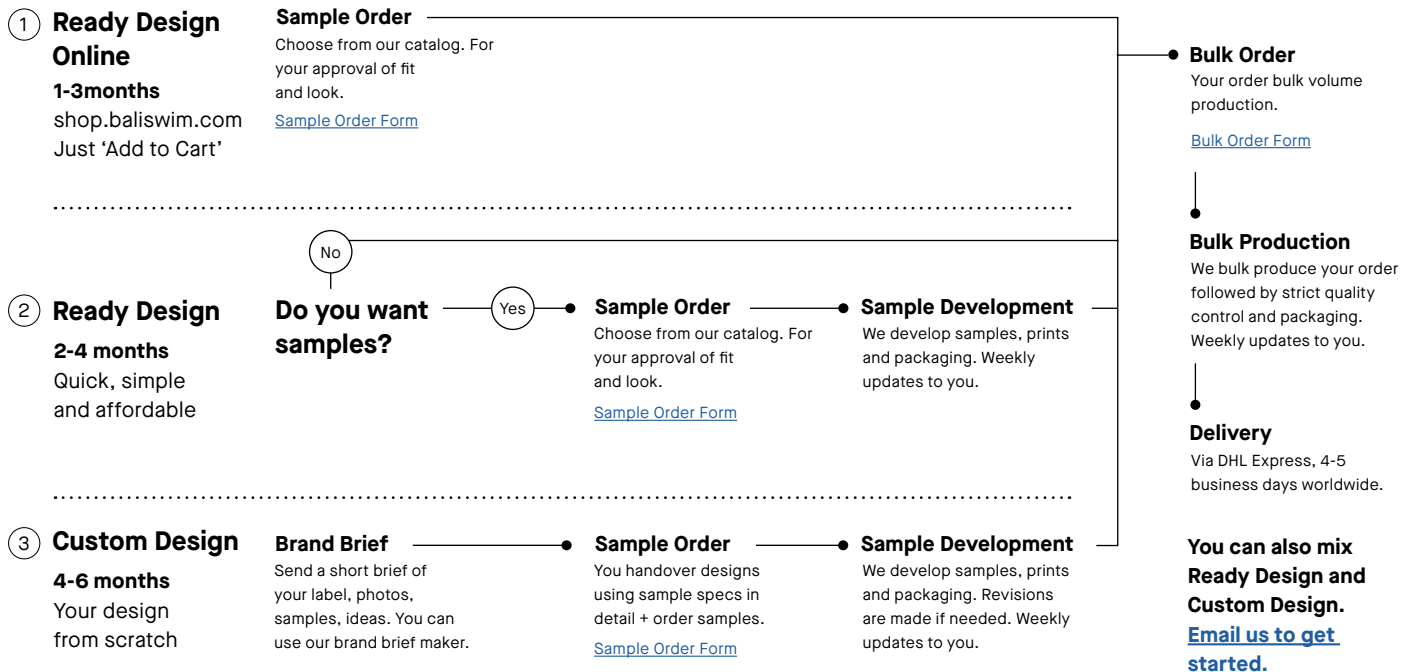 1
Ready Design
Online
1-3months
shop.baliswim.com
Just ‘Add to Cart’
Sample Order
Choose from our catalog. For
your approval of fit
and look.
Sample Order Form
Bulk Order
Your order bulk volume
production.
Bulk Order Form
No
2
Ready Design
2-4 months
Quick, simple
and affordable
Do you want
samples?
Yes
Sample Order
Choose from our catalog. For
your approval of fit
and look.
Sample Order Form
Sample Development
We develop samples, prints
and packaging. Weekly
updates to you.
Bulk Production
We bulk produce your order
followed by strict quality
control and packaging.
Weekly updates to you.
Delivery
Via DHL Express, 4-5
business days worldwide.
3
Custom Design
4-6 months
Your design
from scratch
Brand Brief
Send a short brief of
your label, photos,
samples, ideas. You can
use our brand brief maker.
Sample Order
You handover designs
using sample specs in
detail + order samples.
Sample Order Form
Sample Development
We develop samples, prints
and packaging. Revisions
are made if needed. Weekly
updates to you.
You can also mix
Ready Design and
Custom Design.
Email us to get
started.